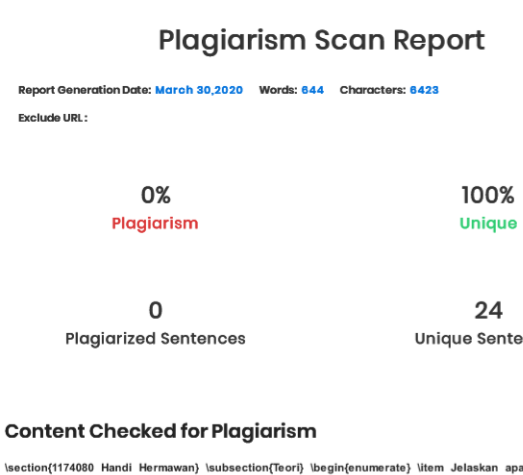 Plagiarism Scan Report
Report Generation Date: March 30,2020 Words: 644 Characters: 6423
Exclude URL :
0% 100%
Plagiarism Unique
0 24
Plagiarized Sentences Unique
Content Checked for Plagiarism
\section{1174080 Handi Hermawan} \subsection{Teori} \begin{enumerate} \item Jelaskan apa